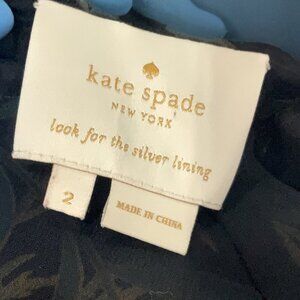 kate spade
NEW YORK
look for the silver lining
2
MADE IN CHINA